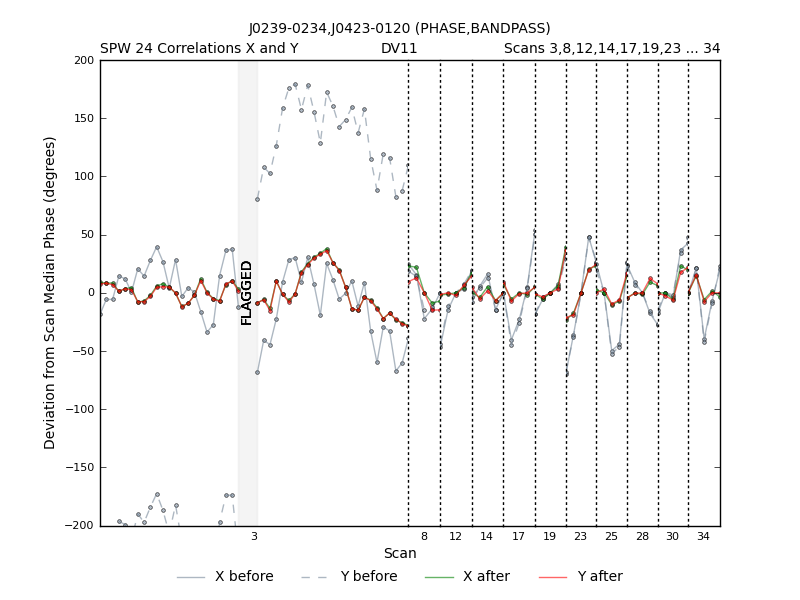 J0239-0234,J0423-0120 (PHASE,BANDPASS)
SPW 24 Correlations X and Y DV11 Scans 3,8,12,14,17,19,23 ... 34
200
150
100
50
0
−50
−100
−150
−200
Deviation from Scan Median Phase (degrees)
FLAGGED
3 8 12 14 17 19 23 25 28 30 34
Scan
X before Y before X after Y after